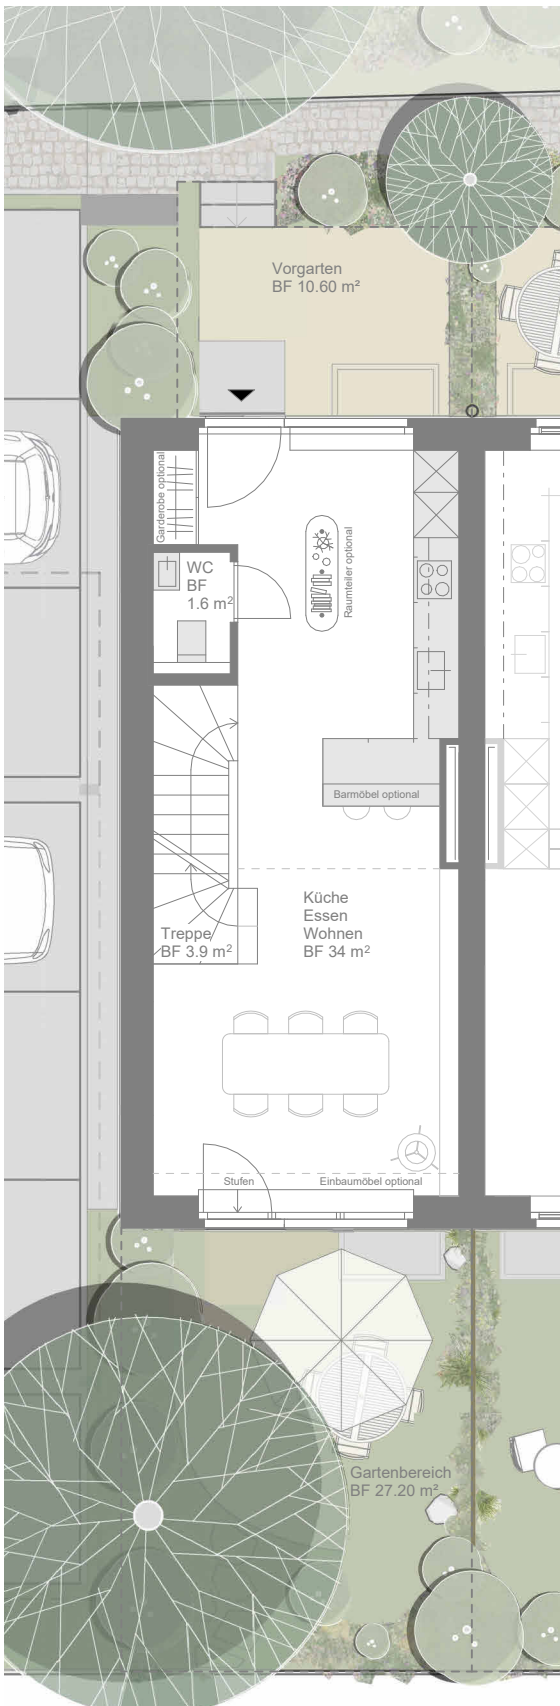 Vorgarten
BF 10.60 m²
Garderobe optional
WC
BF
1.6 m²
Raumteiler optional
Barmöbel optional
Küche
Essen
Wohnen
BF 34 m²
Treppe
BF 3.9 m²
Stufen
Einbaumöbel optional
Gartenbereich
BF 27.20 m²